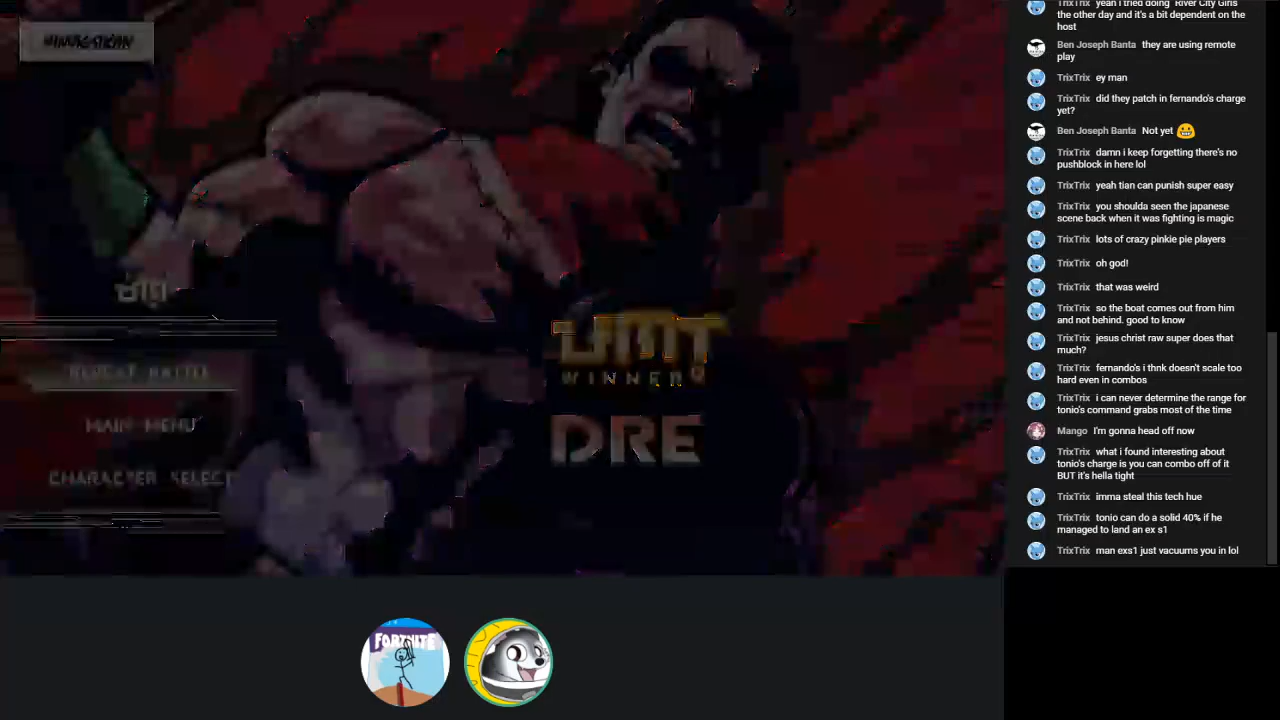 DRE
WINNER
REPEAT BATTLE
MAIN MENU
CHARACTER SELECT
FORTNITE
TrixTrix yeah i tried doing River City Girls
the other day and it's a bit dependent on the
host
Ben Joseph Banta they are using remote
play
TrixTrix ey man
TrixTrix did they patch in fernando's charge
yet?
Ben Joseph Banta Not yet 😀
TrixTrix damn i keep forgetting there's no
pushblock in here lol
TrixTrix yeah tian can punish super easy
TrixTrix you shoulda seen the japanese
scene back when it was fighting is magic
TrixTrix lots of crazy pinkie pie players
TrixTrix oh god!
TrixTrix that was weird
TrixTrix so the boat comes out from him
and not behind. good to know
TrixTrix jesus christ raw super does that
much?
TrixTrix fernando's i thnk doesn't scale too
hard even in combos
TrixTrix i can never determine the range for
tonio's command grabs most of the time
Mango I'm gonna head off now
TrixTrix what i found interesting about
tonio's charge is you can combo off of it
BUT it's hella tight
TrixTrix imma steal this tech hue
TrixTrix tonio can do a solid 40% if he
managed to land an ex s1
TrixTrix man exs1 just vacuums you in lol